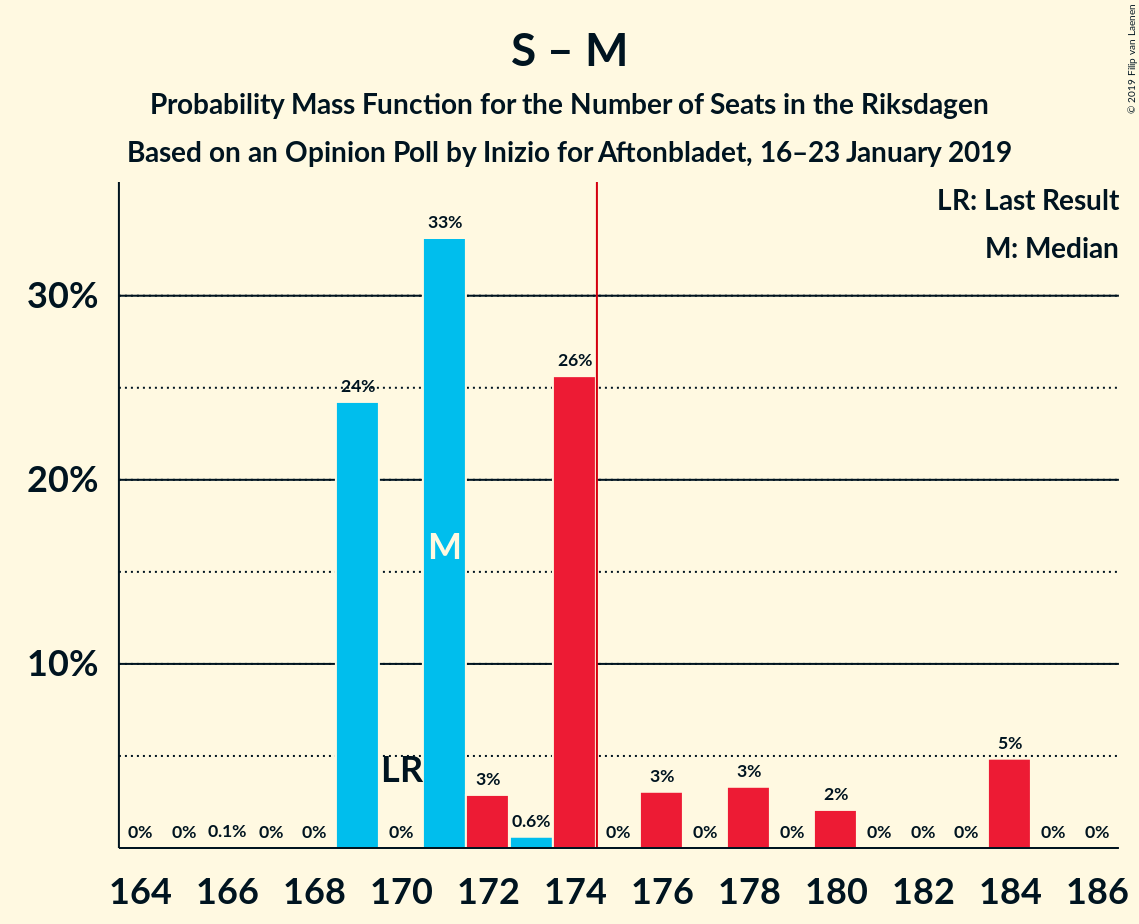 S – M
Probability Mass Function for the Number of Seats in the Riksdagen
Based on an Opinion Poll by Inizio for Aftonbladet, 16–23 January 2019
© 2019 Filip van Laenen
LR: Last Result
M: Median
30%
20%
10%
0% 0% 0.1% 0% 0% 24% 0% 33% 3% 0.6% 26% 0% 3% 0% 3% 0% 2% 0% 0% 0% 5% 0% 0%
LR
M
164 166 168 170 172 174 176 178 180 182 184 186